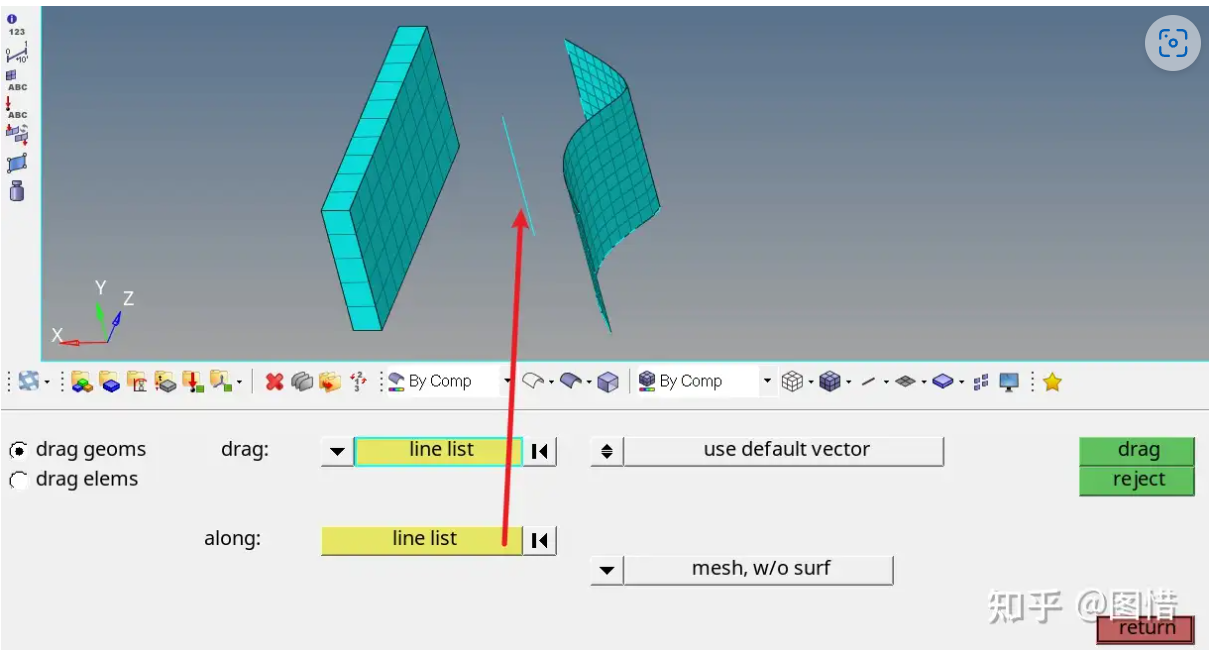 123
ABC
ABC
Y
Z
X
By Comp
By Comp
drag geoms
drag:
line list
use default vector
drag
drag elems
reject
along:
line list
mesh, w/o surf
知乎 @图惜
return